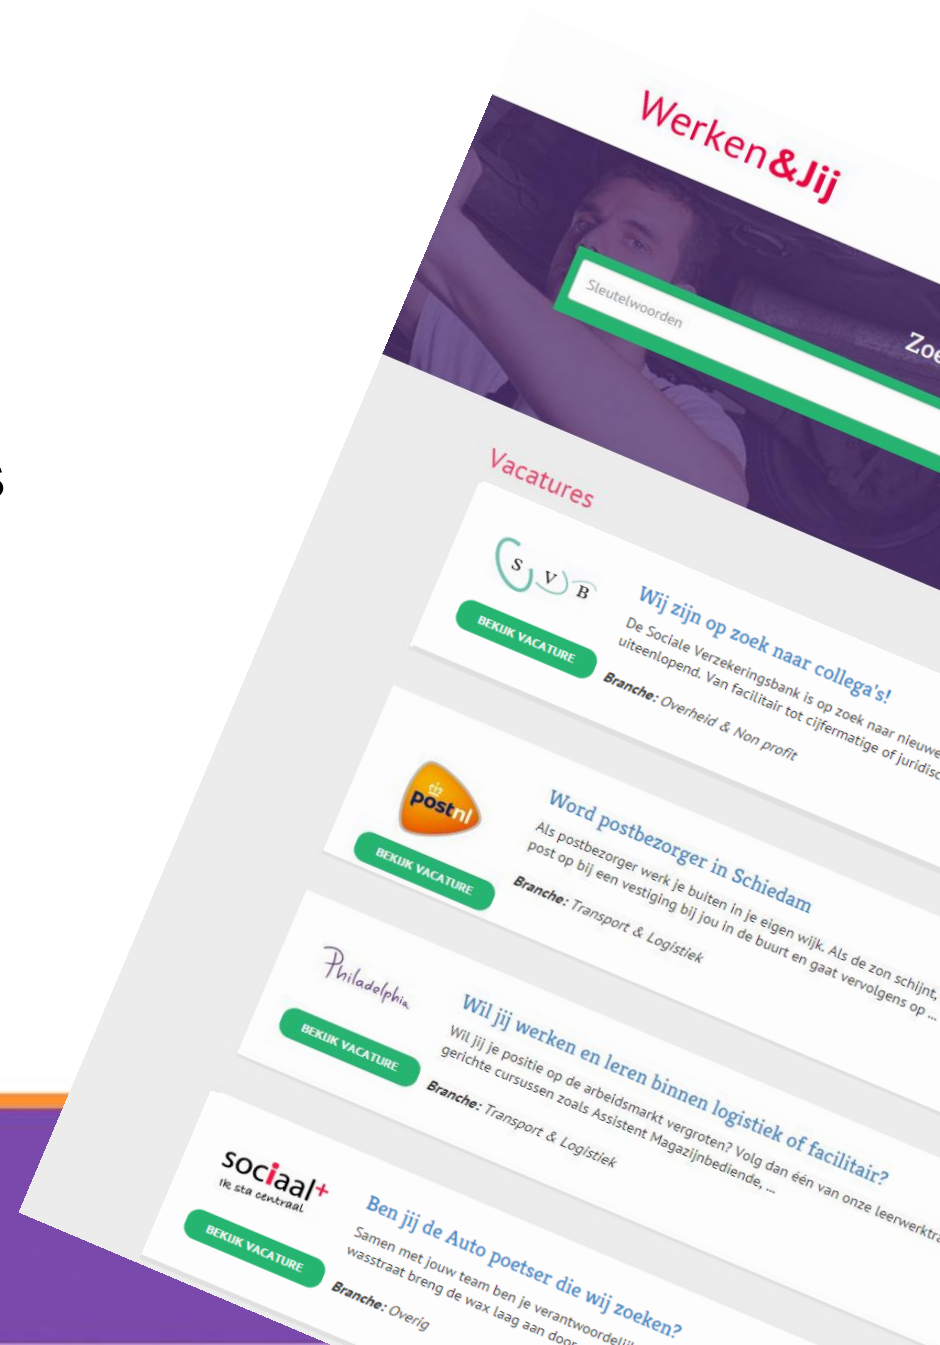 Werken&Jij
Sleutelwoorden
Vacatures
S V B
BEKIJK VACATURE
Wij zijn op zoek naar collega's!
De Sociale Verzekeringsbank is op zoek naar nieuwe
uiteenlopend. Van facilitair tot cijfermatige of
Branche: Overheid & Non profit
postnl
BEKIJK VACATURE
Word postbezorger in Schiedam
Als postbezorger werk je buiten in je eigen wijk. Als de zon schijnt,
post op bij een vestiging bij jou in de buurt en gaat vervolgens op ...
Branche: Transport & Logistiek
Philadelphia
BEKIJK VACATURE
Wil jij werken en leren binnen logistiek of facilitair?
Wil jij je positie op de arbeidsmarkt vergroten? Volg dan één van onze
gerichte cursussen zoals Assistent Magazijnbediende, ...
Branche: Transport & Logistiek
sociaal+
Ik sta centraal
BEKIJK VACATURE
Ben jij de Auto poetser die wij zoeken?
Samen met jouw team ben je
wasstraat breng de wax laag aan door
Branche: Overig